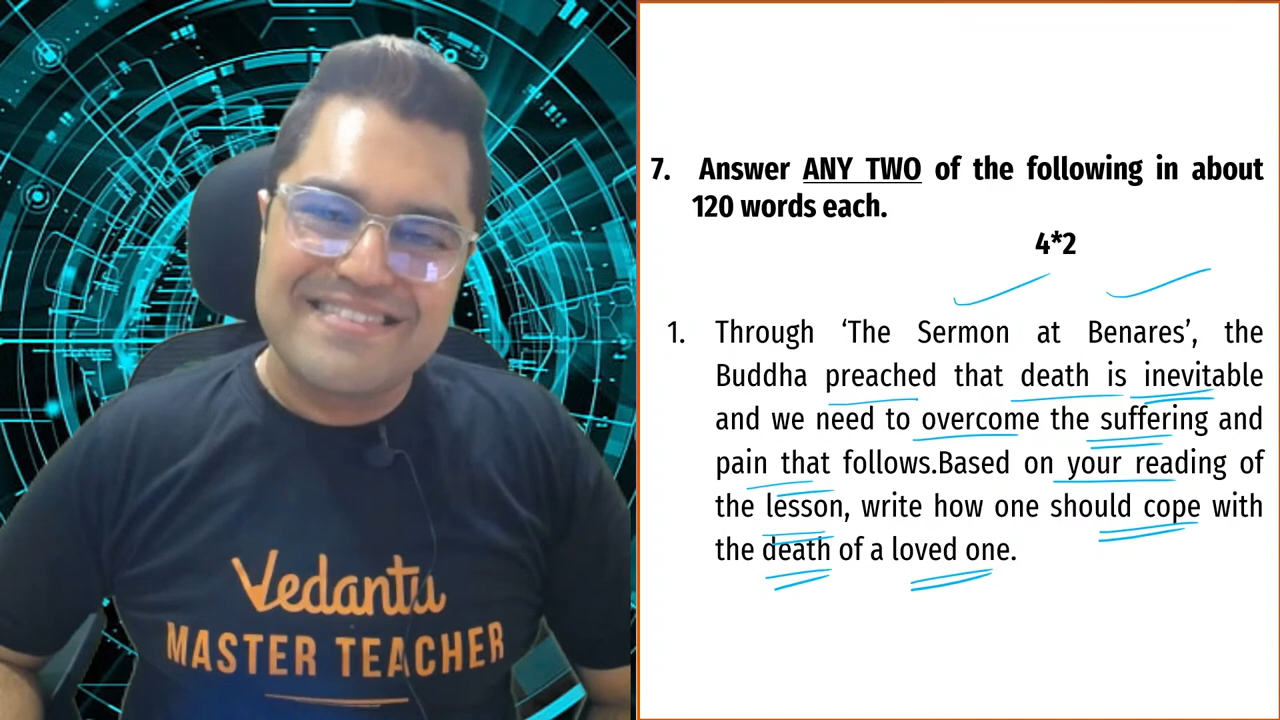 7. Answer ANY TWO of the following in about
120 words each.
4*2
1. Through ‘The Sermon at Benares’, the
Buddha preached that death is inevitable
and we need to overcome the suffering and
pain that follows.Based on your reading of
the lesson, write how one should cope with
the death of a loved one.
Vedantu
MASTER TEACHER